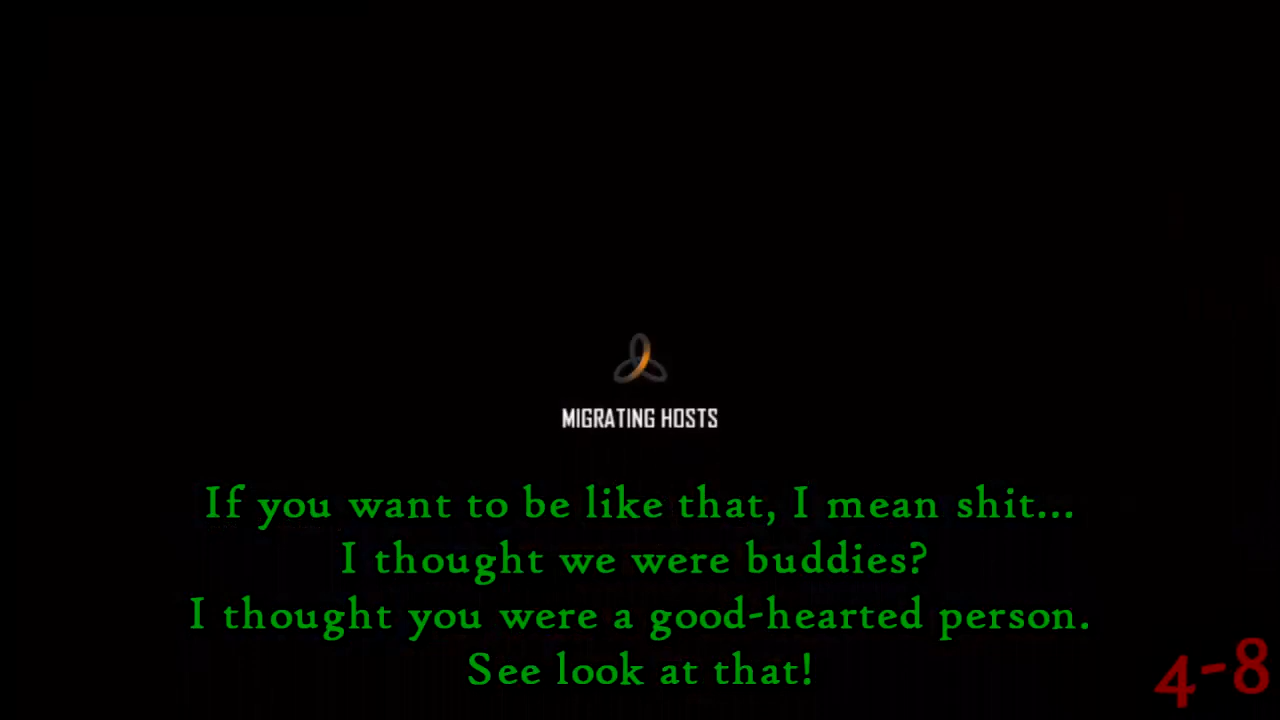 MIGRATING HOSTS
If you want to be like that, I mean shit...
I thought we were buddies?
I thought you were a good-hearted person.
See look at that!
4-8